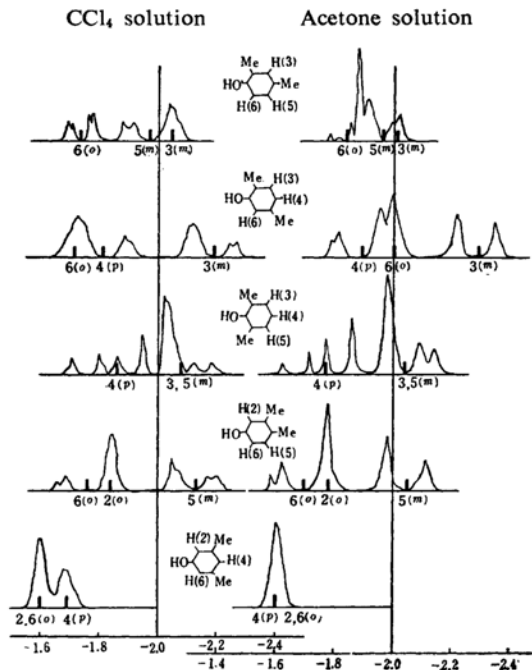 CCl₄ solution Acetone solution
Me H(3)
HO Me
H(6) H(5)
6(o) 5(m) 3(m) 6(o) 5(m) 3(m)
Me H(3)
HO H(4)
H(6) Me
6(o) 4(p) 3(m) 4(p) 6(o) 3(m)
Me H(3)
HO H(4)
Me H(5)
4(p) 3,5(m) 4(p) 3,5(m)
H(2) Me
HO Me
H(6) H(5)
6(o) 2(o) 5(m) 6(o) 2(o) 5(m)
H(2) Me
HO H(4)
H(6) Me
2,6(o) 4(p) 4(p) 2,6(o)
-1.6 -1.8 -2.0 -2.2 -2.4
-1.4 -1.6 -1.8 -2.0 -2.2 -2.4